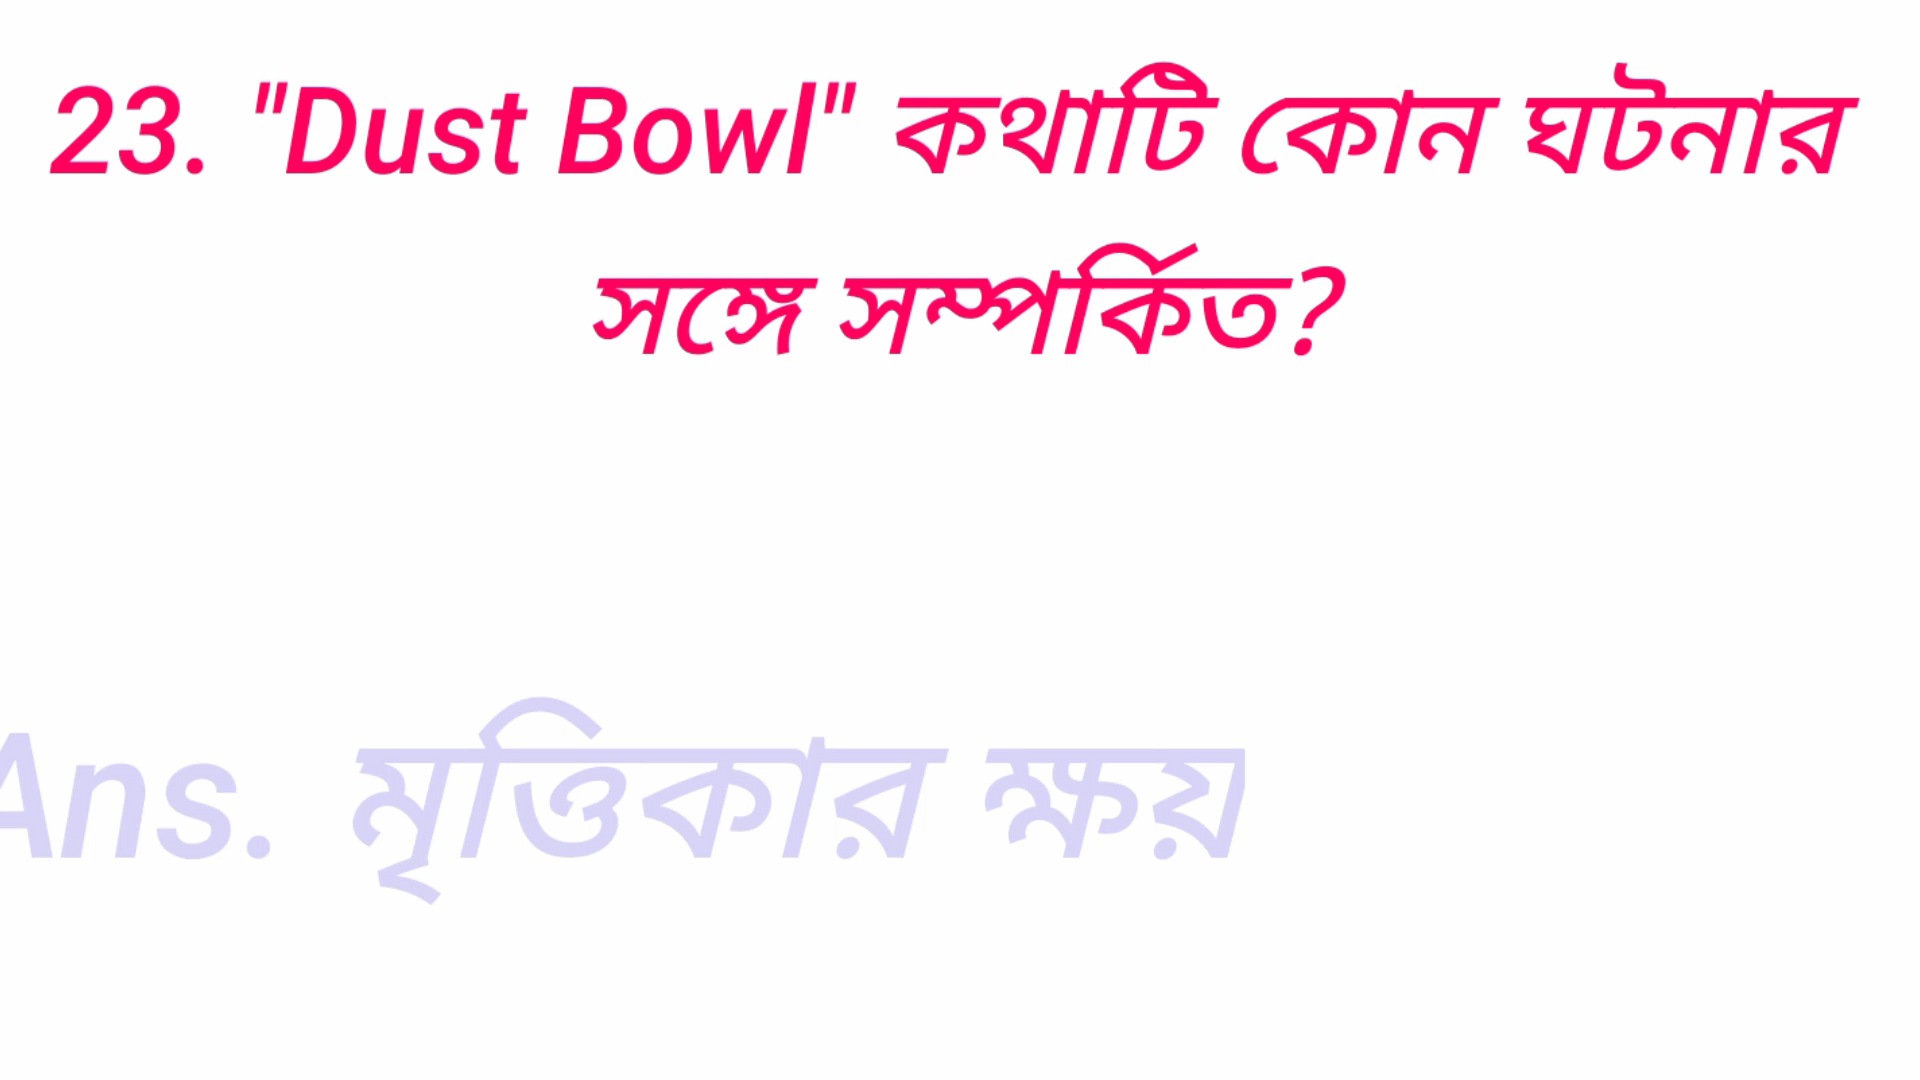 23. "Dust Bowl" কথাটি কোন ঘটনার
সঙ্গে সম্পর্কিত?
Ans. মৃত্তিকার ক্ষয়